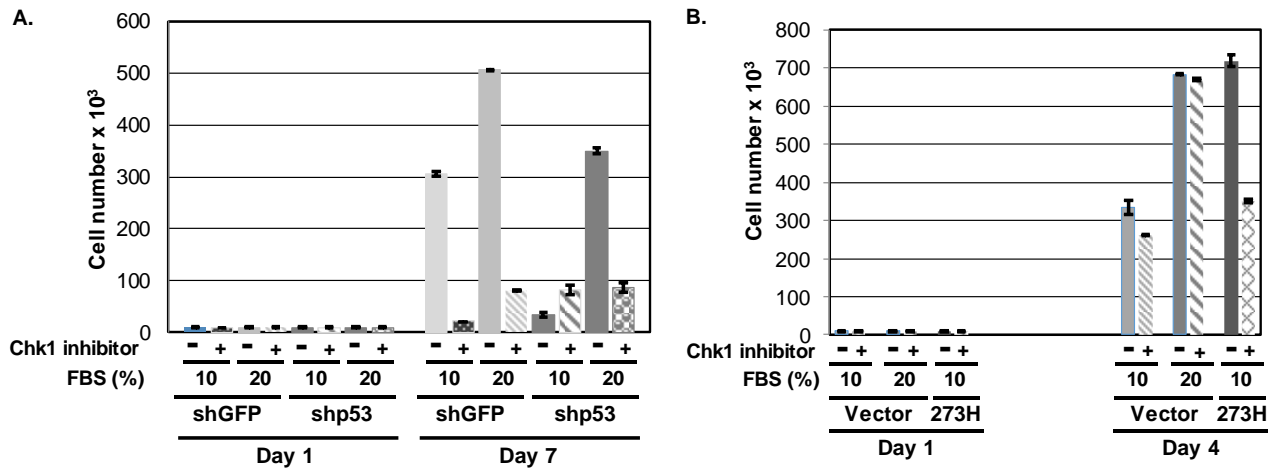 A.
Cell number x 10³
600
500
400
300
200
100
0
Chk1 inhibitor - + - + - + - + - + - + - + - +
FBS (%) 10 20 10 20 10 20 10 20
shGFP shp53 shGFP shp53
Day 1 Day 7
B.
Cell number x 10³
800
700
600
500
400
300
200
100
0
Chk1 inhibitor - + - + - + - + - + - +
FBS (%) 10 20 10 10 20 10
Vector 273H Vector 273H
Day 1 Day 4